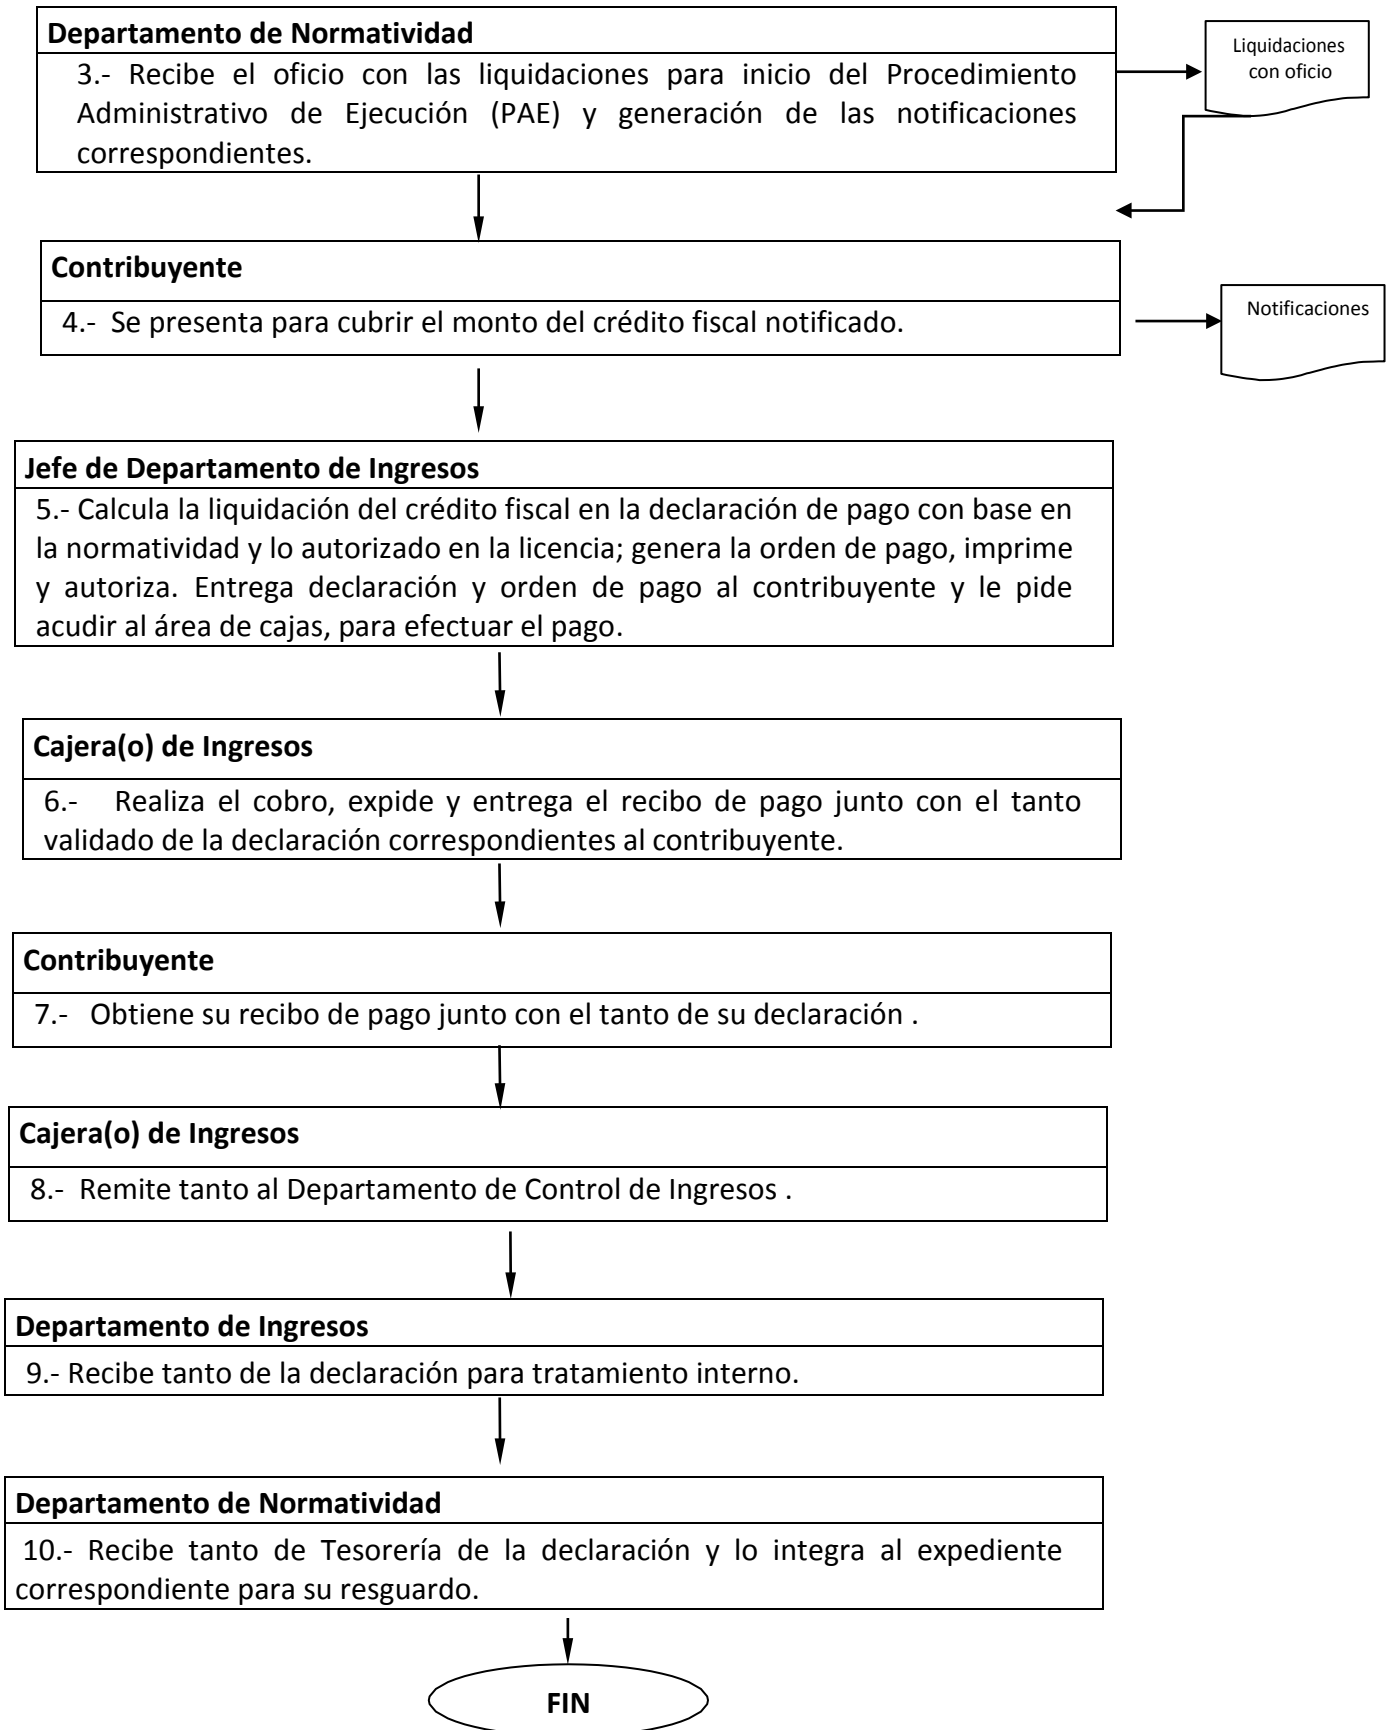 Departamento de Normatividad
3.- Recibe el oficio con las liquidaciones para inicio del Procedimiento
Administrativo de Ejecución (PAE) y generación de las notificaciones
correspondientes.
Liquidaciones
con oficio
Contribuyente
4.- Se presenta para cubrir el monto del crédito fiscal notificado.
Notificaciones
Jefe de Departamento de Ingresos
5.- Calcula la liquidación del crédito fiscal en la declaración de pago con base en
la normatividad y lo autorizado en la licencia; genera la orden de pago, imprime
y autoriza. Entrega declaración y orden de pago al contribuyente y le pide
acudir al área de cajas, para efectuar el pago.
Cajera(o) de Ingresos
6.- Realiza el cobro, expide y entrega el recibo de pago junto con el tanto
validado de la declaración correspondientes al contribuyente.
Contribuyente
7.- Obtiene su recibo de pago junto con el tanto de su declaración .
Cajera(o) de Ingresos
8.- Remite tanto al Departamento de Control de Ingresos .
Departamento de Ingresos
9.- Recibe tanto de la declaración para tratamiento interno.
Departamento de Normatividad
10.- Recibe tanto de Tesorería de la declaración y lo integra al expediente
correspondiente para su resguardo.
FIN